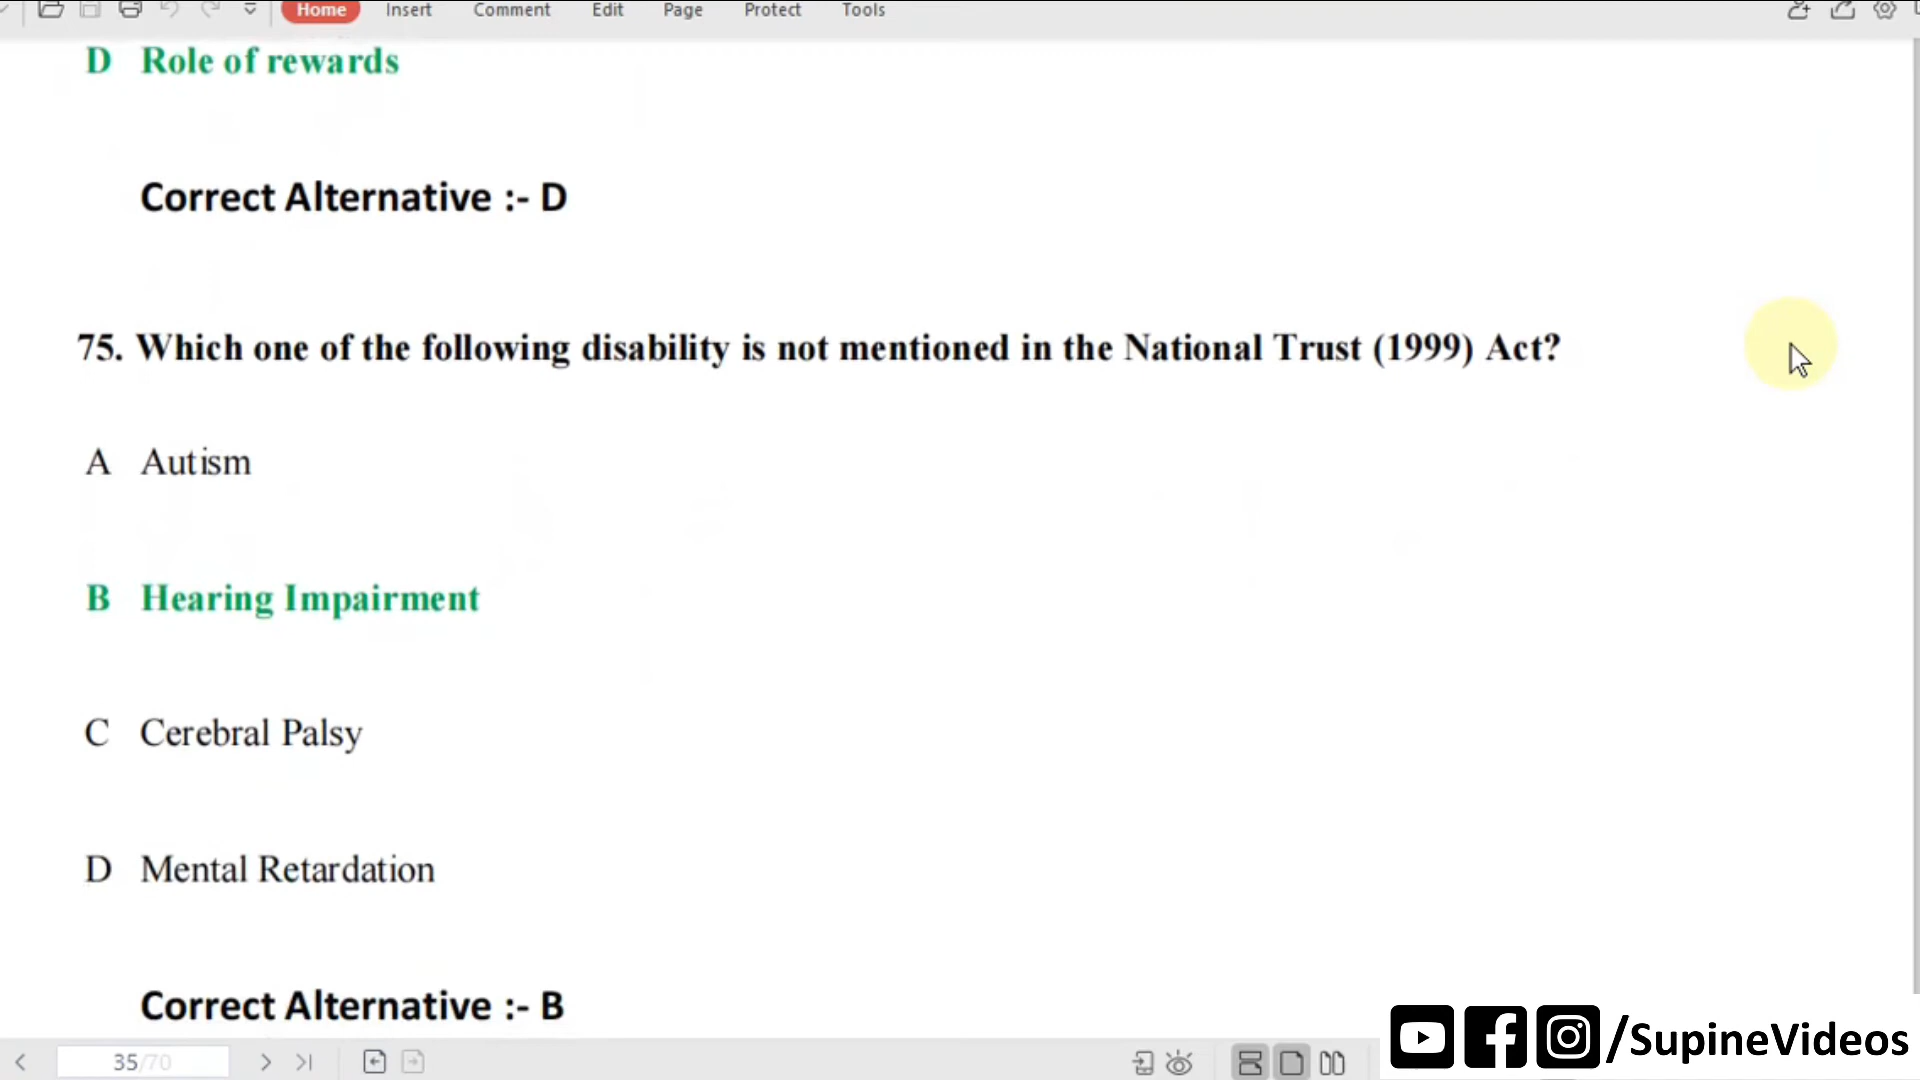 Home Insert Comment Edit Page Protect Tools
D Role of rewards
Correct Alternative :- D
75. Which one of the following disability is not mentioned in the National Trust (1999) Act?
A Autism
B Hearing Impairment
C Cerebral Palsy
D Mental Retardation
Correct Alternative :- B
35/70
/SupineVideos